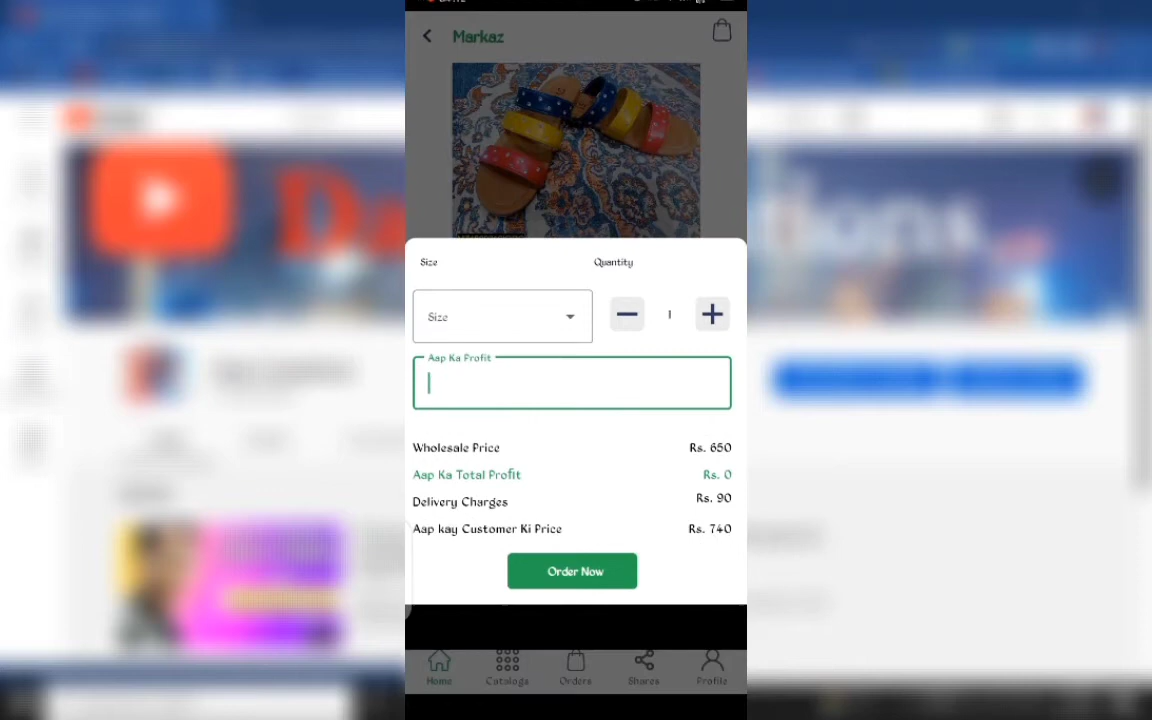 Markaz
Size
Quantity
Size
1
Aap Ka Profit
Wholesale Price
Rs. 650
Aap Ka Total Profit
Rs. 0
Delivery Charges
Rs. 90
Aap kay Customer Ki Price
Rs. 740
Order Now
Home
Catalogs
Orders
Shares
Profile